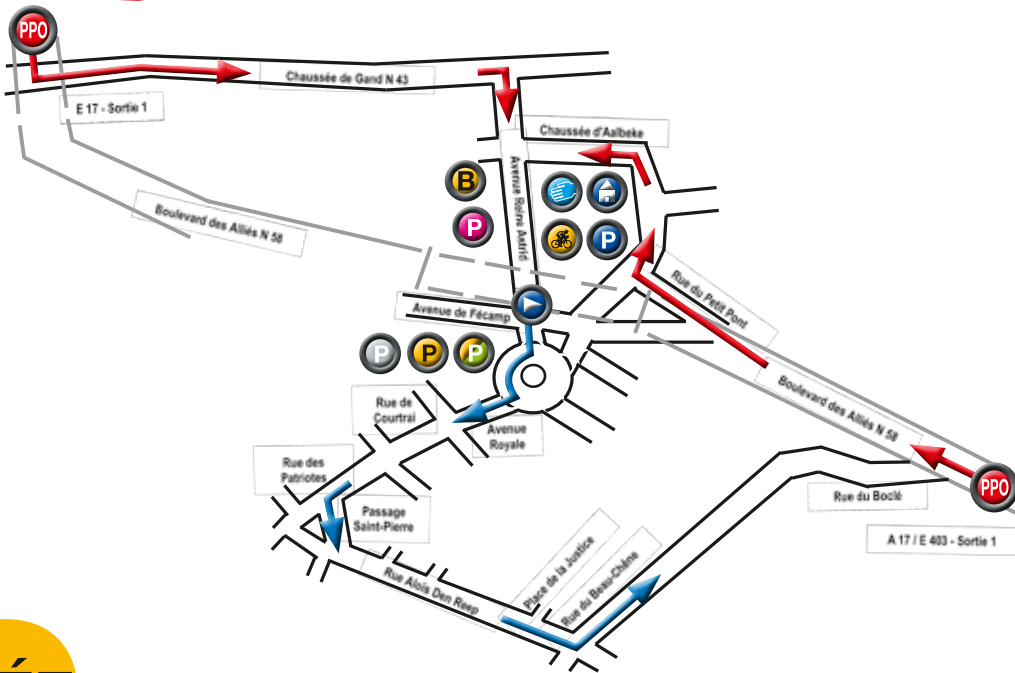 PPO
Chaussée de Gand N 43
E 17 - Sortie 1
Chaussée d'Aalbeke
Avenue Reine Astrid
B
P
P
Boulevard des Alliés N 58
Rue du Petit Pont
Avenue de Fécamp
P
P
P
Boulevard des Alliés N 58
Rue de
Courtrai
Avenue
Royale
Rue des
Patriotes
PPO
Rue du Boclé
Passage
Saint-Pierre
A 17 / E 403 - Sortie 1
Place de la Justice
Rue du Beau-Chêne
Rue Alois Den Reep